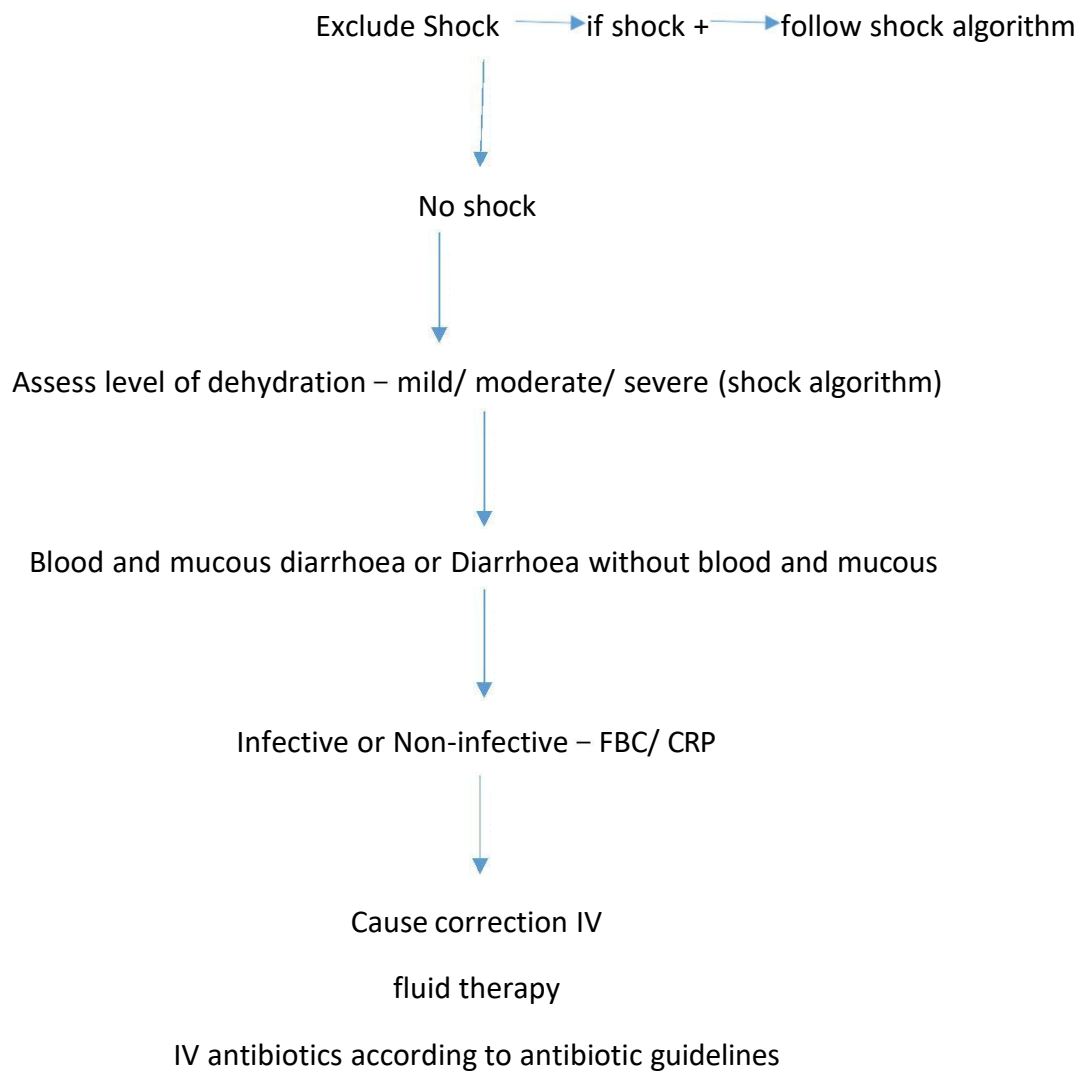 Exclude Shock if shock + follow shock algorithm
No shock
Assess level of dehydration – mild/ moderate/ severe (shock algorithm)
Blood and mucous diarrhoea or Diarrhoea without blood and mucous
Infective or Non-infective – FBC/ CRP
Cause correction IV
fluid therapy
IV antibiotics according to antibiotic guidelines